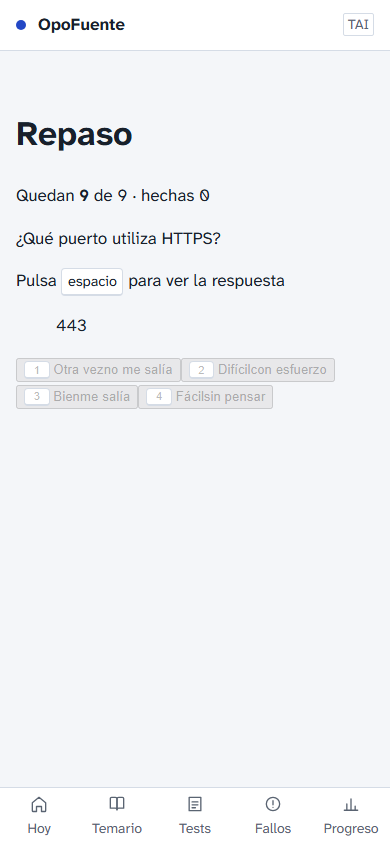 OpoFuente TAI
Repaso
Quedan 9 de 9 · hechas 0
¿Qué puerto utiliza HTTPS?
Pulsa espacio para ver la respuesta
443
1 Otra vezno me salía 2 Difícilcon esfuerzo
3 Bienme salía 4 Fácilsin pensar
Hoy Temario Tests Fallos Progreso